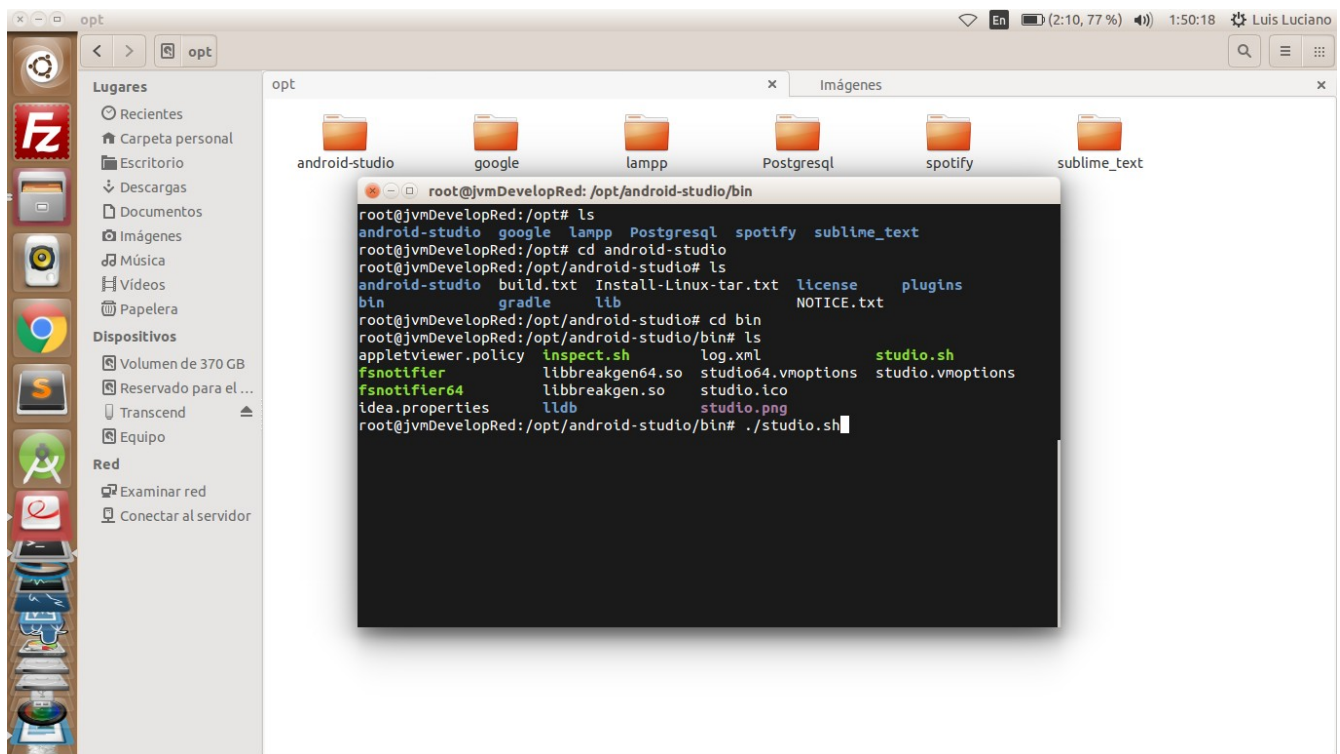 opt
En (2:10, 77 %) 1:50:18 Luis Luciano
opt
Lugares
Recientes
Carpeta personal
Escritorio
Descargas
Documentos
Imágenes
Música
Vídeos
Papelera
Dispositivos
Volumen de 370 GB
Reservado para el ...
Transcend
Equipo
Red
Examinar red
Conectar al servidor
opt
Imágenes
android-studio google lampp Postgresql spotify sublime_text
root@jvmDevelopRed: /opt/android-studio/bin
root@jvmDevelopRed:/opt# ls
android-studio google lampp Postgresql spotify sublime_text
root@jvmDevelopRed:/opt# cd android-studio
root@jvmDevelopRed:/opt/android-studio# ls
android-studio build.txt Install-Linux-tar.txt license plugins
bin gradle lib NOTICE.txt
root@jvmDevelopRed:/opt/android-studio# cd bin
root@jvmDevelopRed:/opt/android-studio/bin# ls
appletviewer.policy inspect.sh log.xml studio.sh
fsnotifier libbreakgen64.so studio64.vmoptions studio.vmoptions
fsnotifier64 libbreakgen.so studio.ico
idea.properties lldb studio.png
root@jvmDevelopRed:/opt/android-studio/bin# ./studio.sh
Fz
S